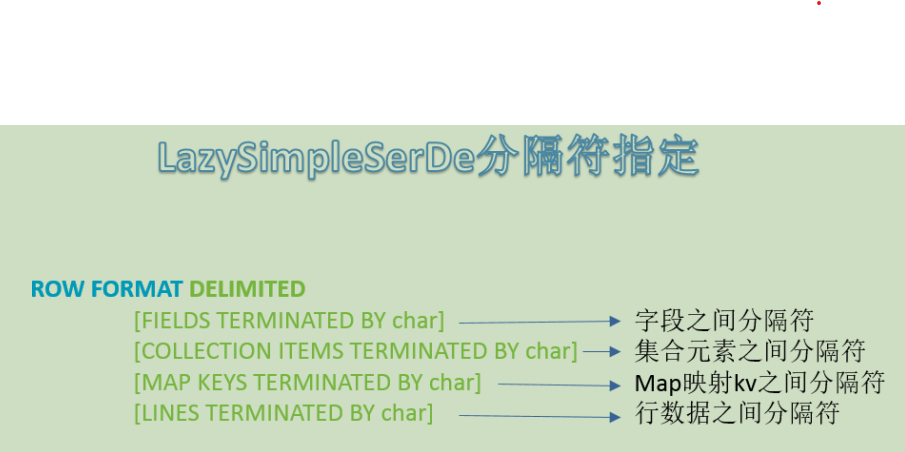 LazySimpleSerDe分隔符指定
ROW FORMAT DELIMITED
[FIELDS TERMINATED BY char] 字段之间分隔符
[COLLECTION ITEMS TERMINATED BY char] 集合元素之间分隔符
[MAP KEYS TERMINATED BY char] Map映射kv之间分隔符
[LINES TERMINATED BY char] 行数据之间分隔符